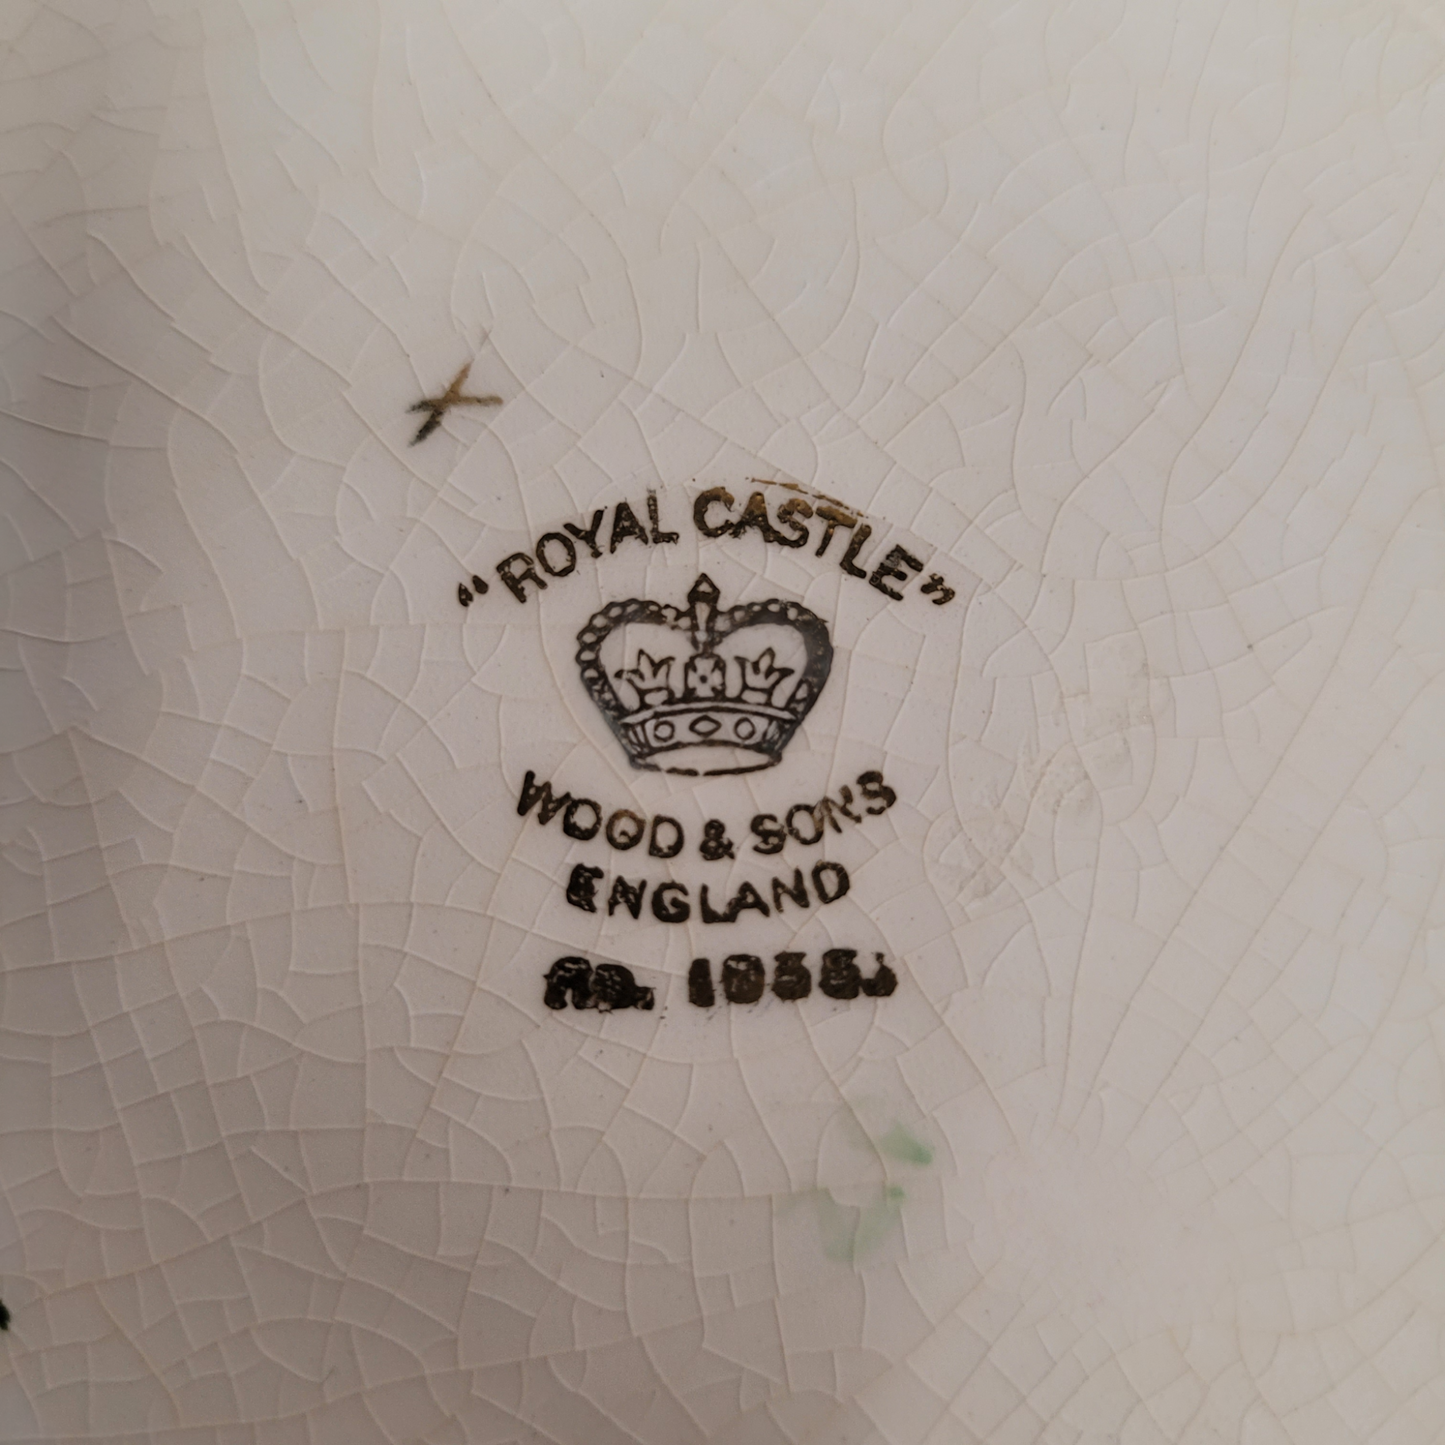 "ROYAL CASTLE"
WOOD & SONS
ENGLAND